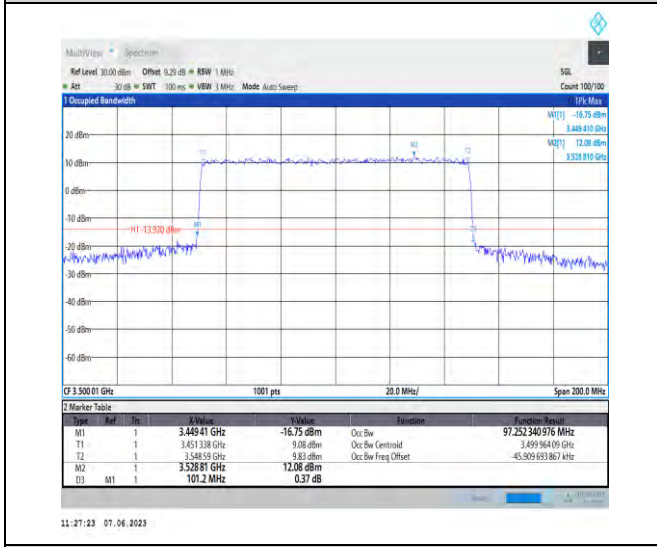 MultiView Spectrum
Ref Level 30.00 dBm Offset 9.29 dB RBW 1 MHz SGL
Att 30 dB SWT 100 ms VBW 3 MHz Mode Auto Sweep Count 100/100
1 Occupied Bandwidth 1Pk Max
M1[1] -16.75 dBm
3.449 410 GHz
20 dBm
M2[1] 12.08 dBm
3.528 810 GHz
M2
T1 T2
10 dBm
0 dBm
-10 dBm
M1
H1 -13.920 dBm
D3
-20 dBm
-30 dBm
-40 dBm
-50 dBm
-60 dBm
CF 3.500 01 GHz 1001 pts 20.0 MHz/ Span 200.0 MHz
2 Marker Table
Type Ref Trc X-Value Y-Value Function Function Result
M1 1 3.449 41 GHz -16.75 dBm Occ Bw 97.252 340 976 MHz
T1 1 3.451 338 GHz 9.08 dBm Occ Bw Centroid 3.499 964 09 GHz
T2 1 3.548 59 GHz 9.83 dBm Occ Bw Freq Offset -45.909 693 867 kHz
M2 1 3.528 81 GHz 12.08 dBm
D3 M1 1 101.2 MHz 0.37 dB
11:27:23 07.06.2023